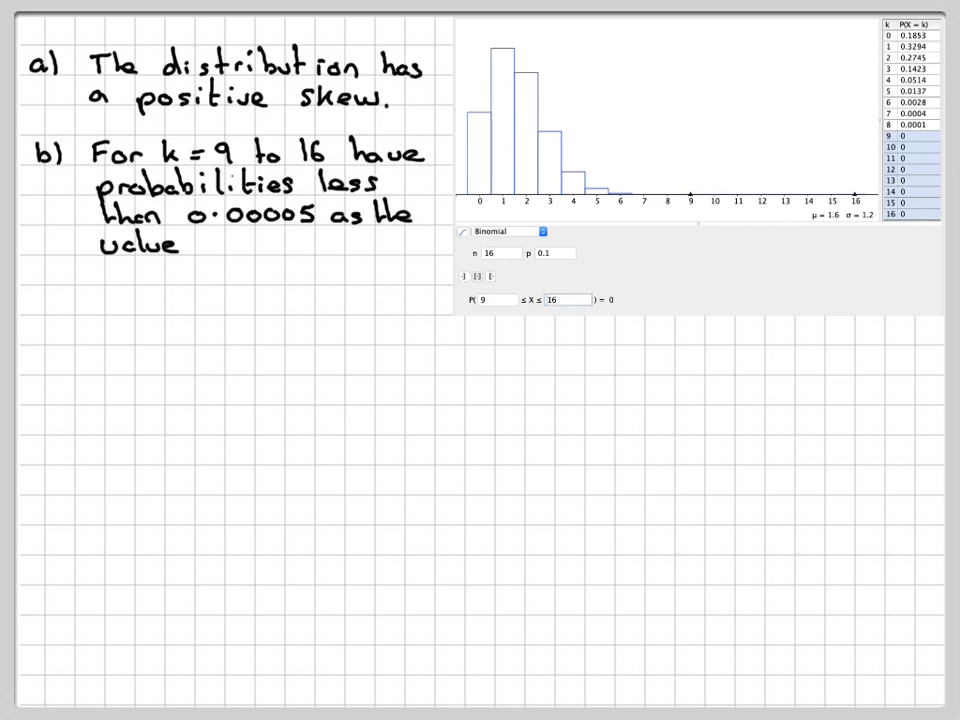 a) The distribution has
a positive skew.
b) For k = 9 to 16 have
probabilities less
then 0.00005 as the
value
k P(X = k)
0 0.1853
1 0.3294
2 0.2745
3 0.1423
4 0.0514
5 0.0137
6 0.0028
7 0.0004
8 0.0001
9 0
10 0
11 0
12 0
13 0
14 0
15 0
16 0
0 1 2 3 4 5 6 7 8 9 10 11 12 13 14 15 16
μ = 1.6 σ = 1.2
Binomial
n 16 p 0.1
P( 9 ≤ X ≤ 16 ) = 0